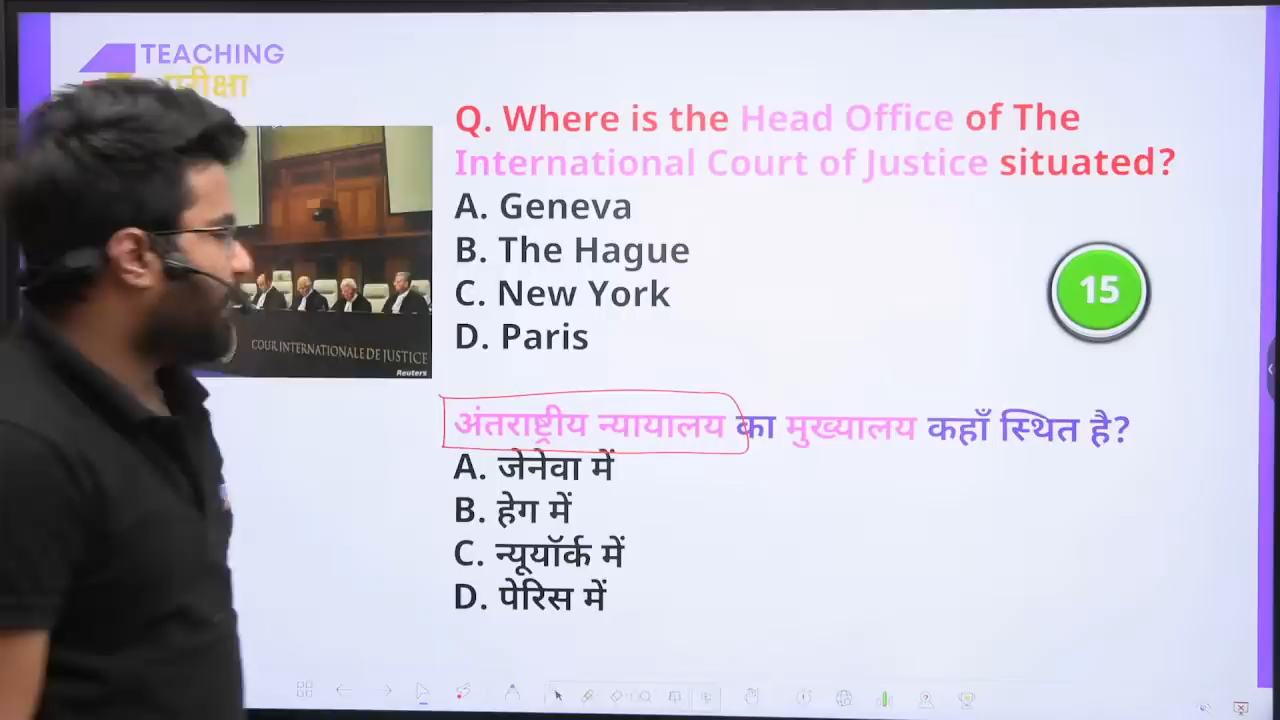 TEACHING
परीक्षा
Q. Where is the Head Office of The
International Court of Justice situated?
A. Geneva
B. The Hague
C. New York
D. Paris
15
COUR INTERNATIONALE DE JUSTICE
Reuters
अंतराष्ट्रीय न्यायालय का मुख्यालय कहाँ स्थित है?
A. जेनेवा में
B. हेग में
C. न्यूयॉर्क में
D. पेरिस में